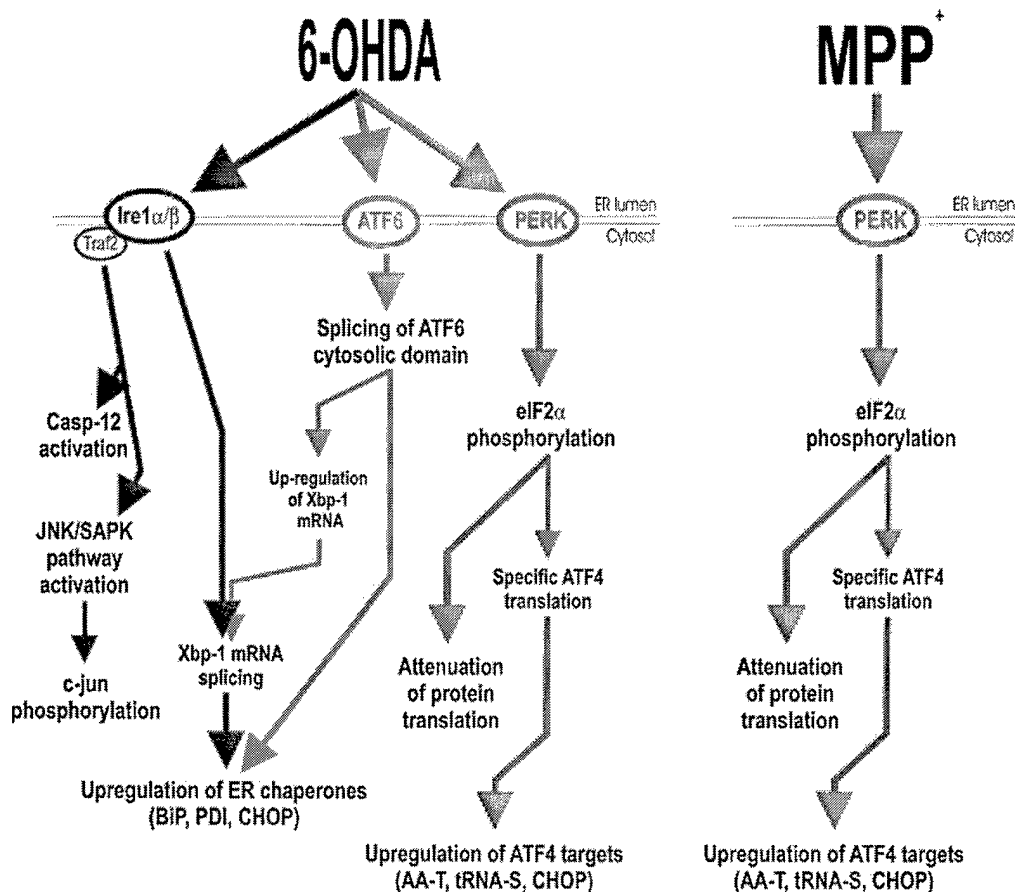 6-OHDA
MPP+
Ire1α/β
Traf2
ATF6
PERK
ER lumen
Cytosol
PERK
ER lumen
Cytosol
Splicing of ATF6
cytosolic domain
Casp-12
activation
eIF2α
phosphorylation
eIF2α
phosphorylation
Up-regulation
of Xbp-1
mRNA
JNK/SAPK
pathway
activation
Specific ATF4
translation
Specific ATF4
translation
Xbp-1 mRNA
splicing
c-jun
phosphorylation
Attenuation
of protein
translation
Attenuation
of protein
translation
Upregulation of ER chaperones
(BiP, PDI, CHOP)
Upregulation of ATF4 targets
(AA-T, tRNA-S, CHOP)
Upregulation of ATF4 targets
(AA-T, tRNA-S, CHOP)